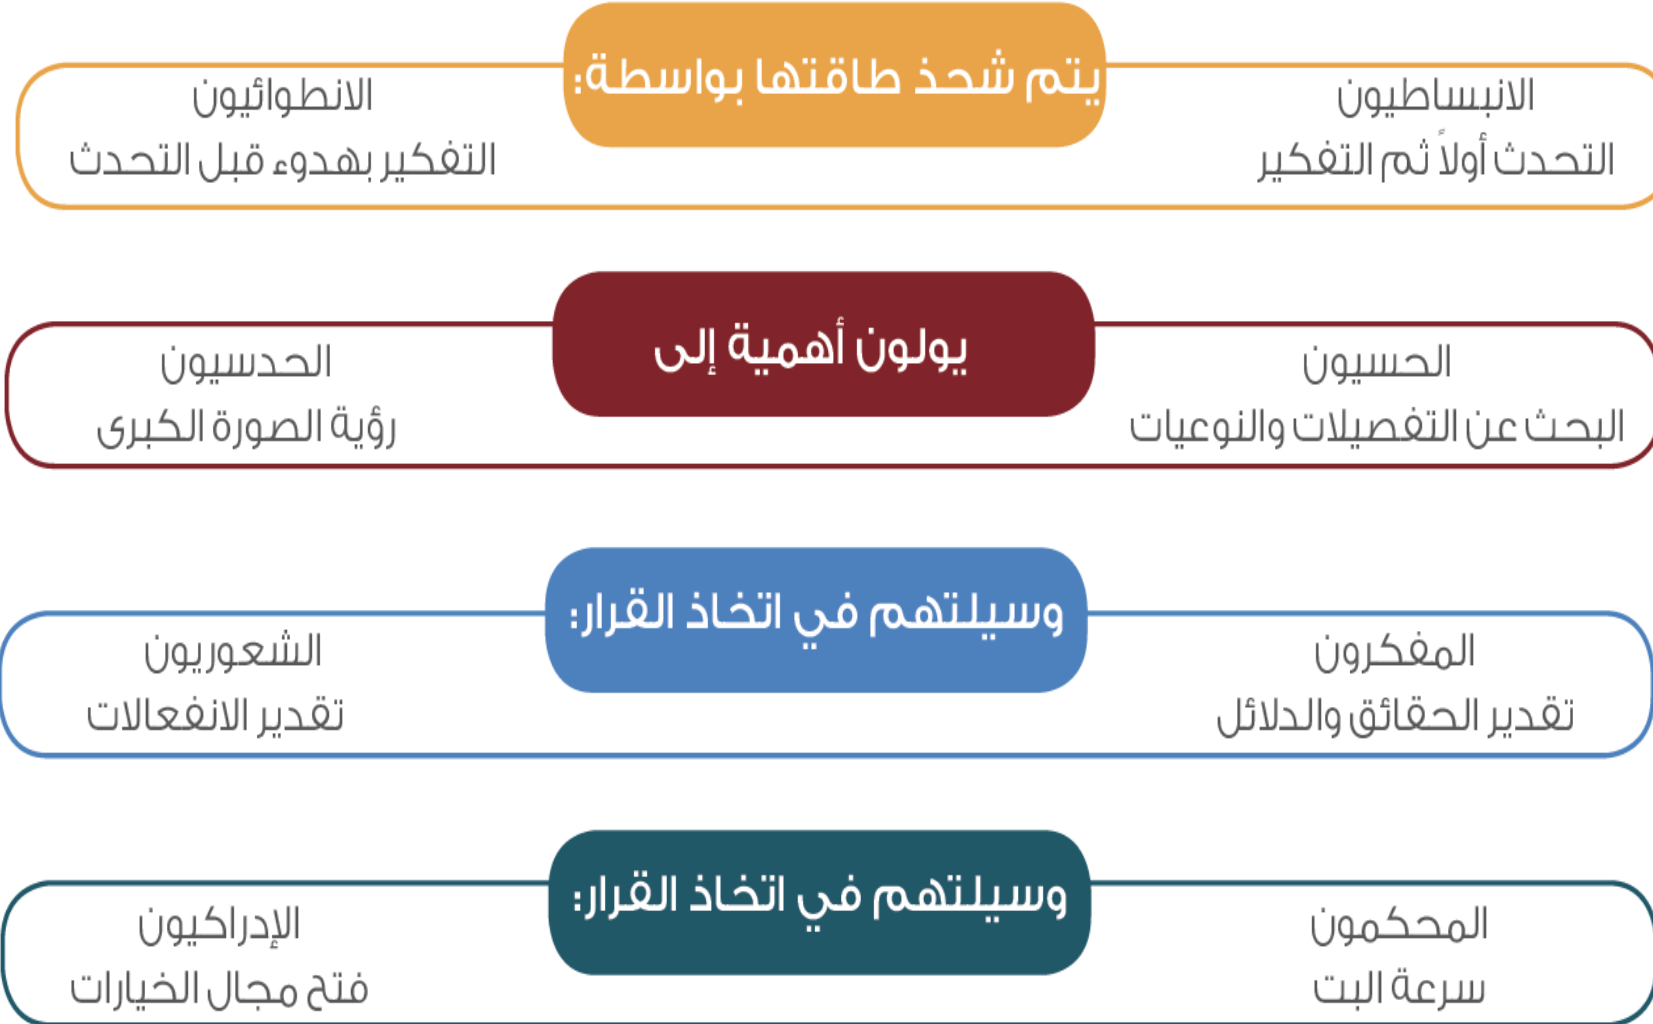 يتم شحذ طاقتها بواسطة:
الانبساطيون
التحدث أولاً ثم التفكير
الانطوائيون
التفكير بهدوء قبل التحدث
يولون أهمية إلى
الحسيون
البحث عن التفصيلات والنوعيات
الحدسيون
رؤية الصورة الكبرى
وسيلتهم في اتخاذ القرار:
المفكرون
تقدير الحقائق والدلائل
الشعوريون
تقدير الانفعالات
وسيلتهم في اتخاذ القرار:
المحكمون
سرعة البت
الإدراكيون
فتح مجال الخيارات